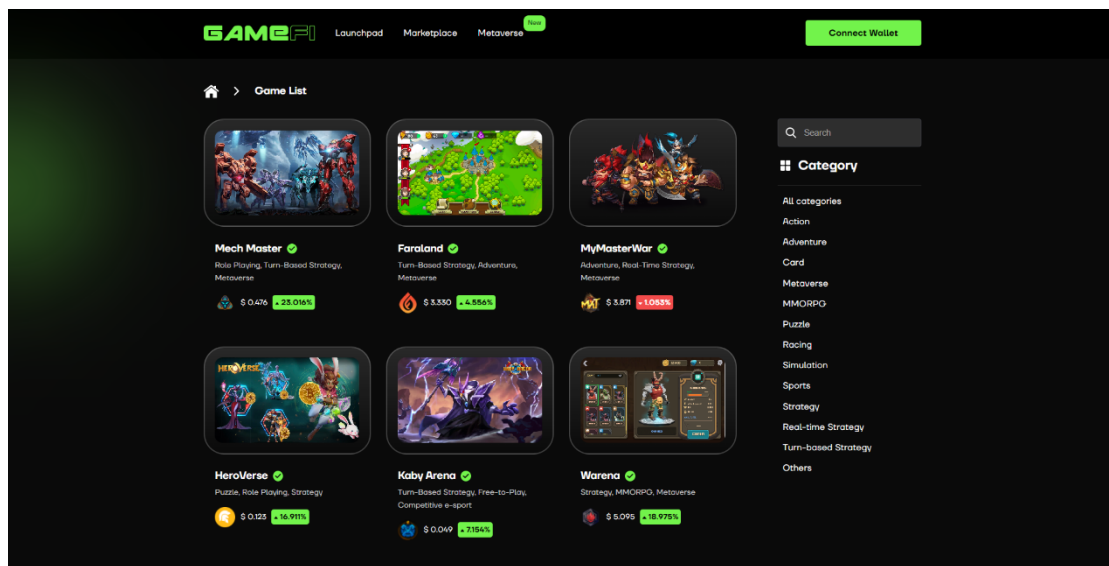 GAMEFI Launchpad Marketplace Metaverse New Connect Wallet
Game List
Mech Master
Role Playing, Turn-Based Strategy,
Metaverse
$ 0.476 23.016%
Faraland
Turn-Based Strategy, Adventure,
Metaverse
$ 3.330 4.556%
MyMasterWar
Adventure, Real-Time Strategy,
Metaverse
MXT $ 3.871 1.053%
HEROVERSE
HeroVerse
Puzzle, Role Playing, Strategy
$ 0.123 16.911%
Kaby Arena
Turn-Based Strategy, Free-to-Play,
Competitive e-sport
$ 0.049 7.154%
Warena
Strategy, MMORPG, Metaverse
$ 5.095 18.975%
Search
Category
All categories
Action
Adventure
Card
Metaverse
MMORPG
Puzzle
Racing
Simulation
Sports
Strategy
Real-time Strategy
Turn-based Strategy
Others